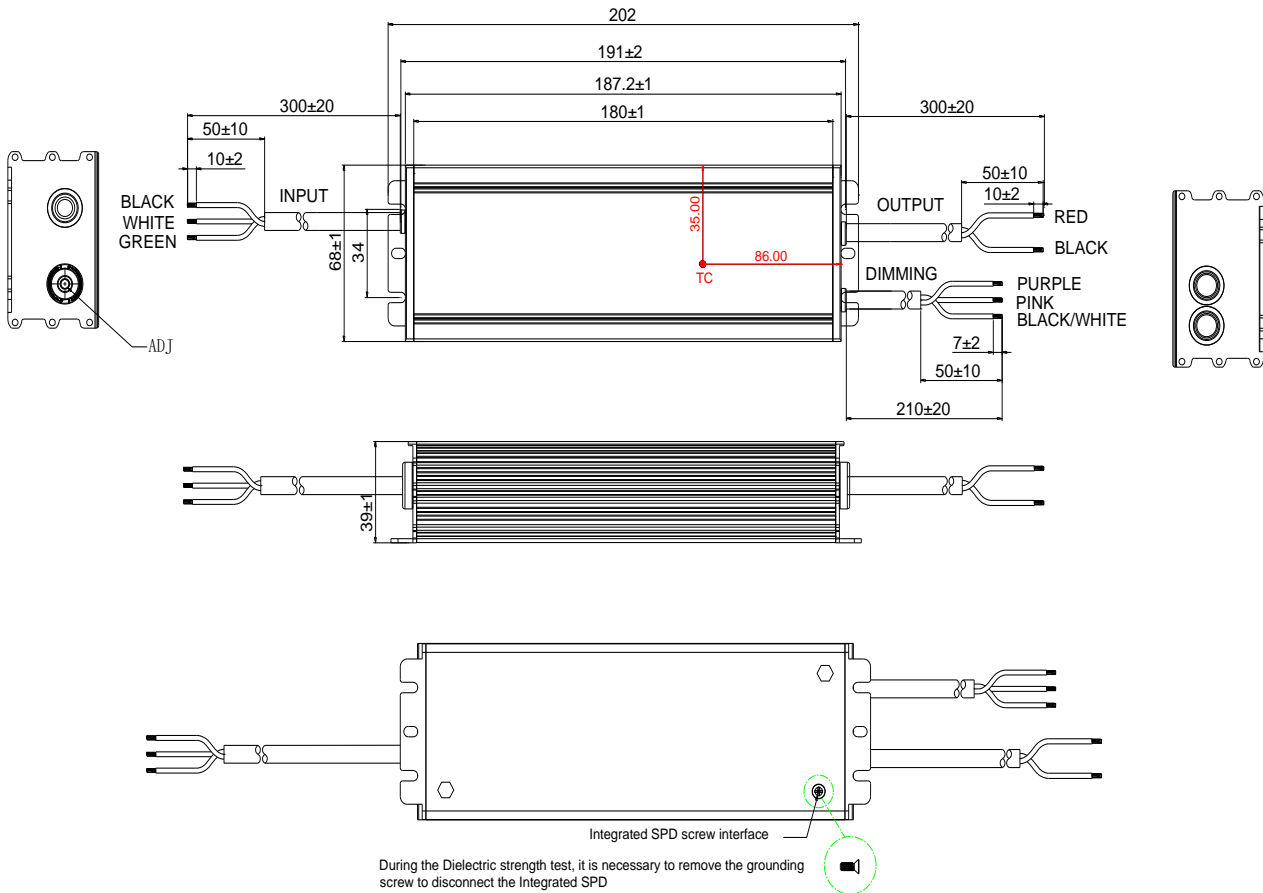 202
191±2
187.2±1
300±20
300±20
180±1
50±10
10±2
50±10
10±2
BLACK
INPUT
WHITE
GREEN
68±1
34
35.00
86.00
TC
OUTPUT
RED
BLACK
DIMMING
PURPLE
PINK
BLACK/WHITE
ADJ
7±2
50±10
210±20
39±1
Integrated SPD screw interface
During the Dielectric strength test, it is necessary to remove the grounding
screw to disconnect the Integrated SPD